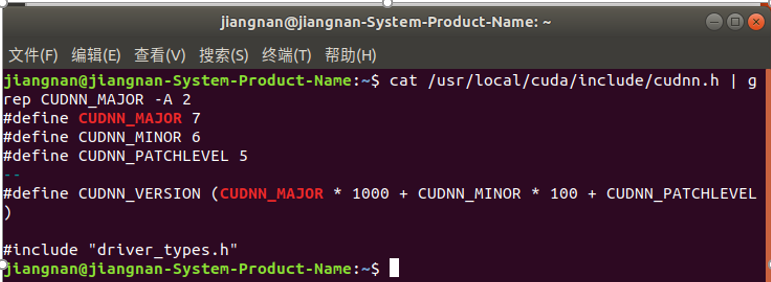 jiangnan@jiangnan-System-Product-Name: ~
文件(F) 编辑(E) 查看(V) 搜索(S) 终端(T) 帮助(H)
jiangnan@jiangnan-System-Product-Name:~$ cat /usr/local/cuda/include/cudnn.h | g
rep CUDNN_MAJOR -A 2
#define CUDNN_MAJOR 7
#define CUDNN_MINOR 6
#define CUDNN_PATCHLEVEL 5
--
#define CUDNN_VERSION (CUDNN_MAJOR * 1000 + CUDNN_MINOR * 100 + CUDNN_PATCHLEVEL
)
#include "driver_types.h"
jiangnan@jiangnan-System-Product-Name:~$